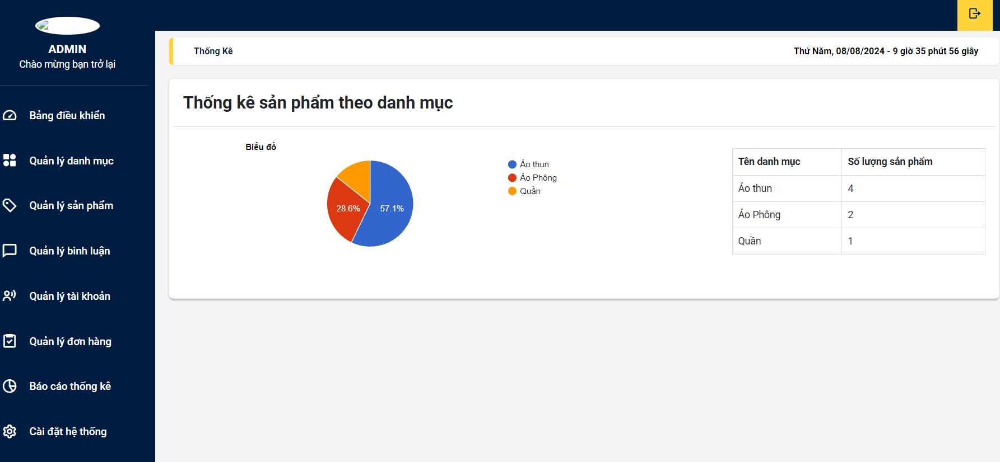 ADMIN
Chào mừng bạn trở lại
Bảng điều khiển
Quản lý danh mục
Quản lý sản phẩm
Quản lý bình luận
Quản lý tài khoản
Quản lý đơn hàng
Báo cáo thống kê
Cài đặt hệ thống
Thống Kê
Thứ Năm, 08/08/2024 - 9 giờ 35 phút 56 giây
Thống kê sản phẩm theo danh mục
Biểu đồ
28.6%
57.1%
Áo thun
Áo Phông
Quần
Tên danh mục Số lượng sản phẩm
Áo thun 4
Áo Phông 2
Quần 1